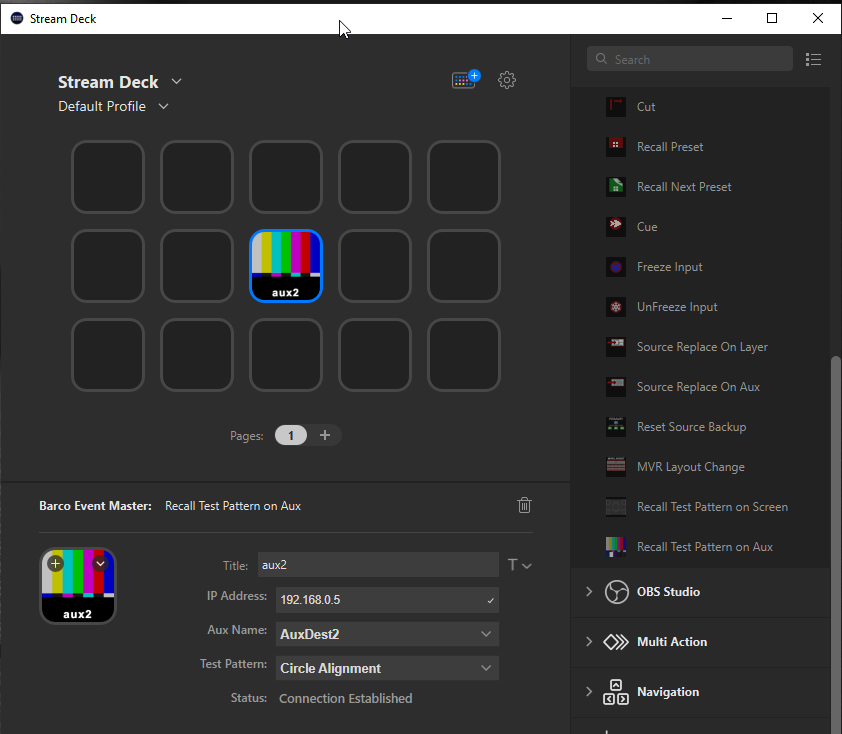 Stream Deck
Search
Stream Deck
Default Profile
aux2
Pages: 1 +
Cut
Recall Preset
Recall Next Preset
Cue
Freeze Input
UnFreeze Input
Source Replace On Layer
Source Replace On Aux
Reset Source Backup
MVR Layout Change
Recall Test Pattern on Screen
Recall Test Pattern on Aux
OBS Studio
Multi Action
Navigation
Barco Event Master: Recall Test Pattern on Aux
aux2
Title: aux2 T
IP Address: 192.168.0.5
Aux Name: AuxDest2
Test Pattern: Circle Alignment
Status: Connection Established